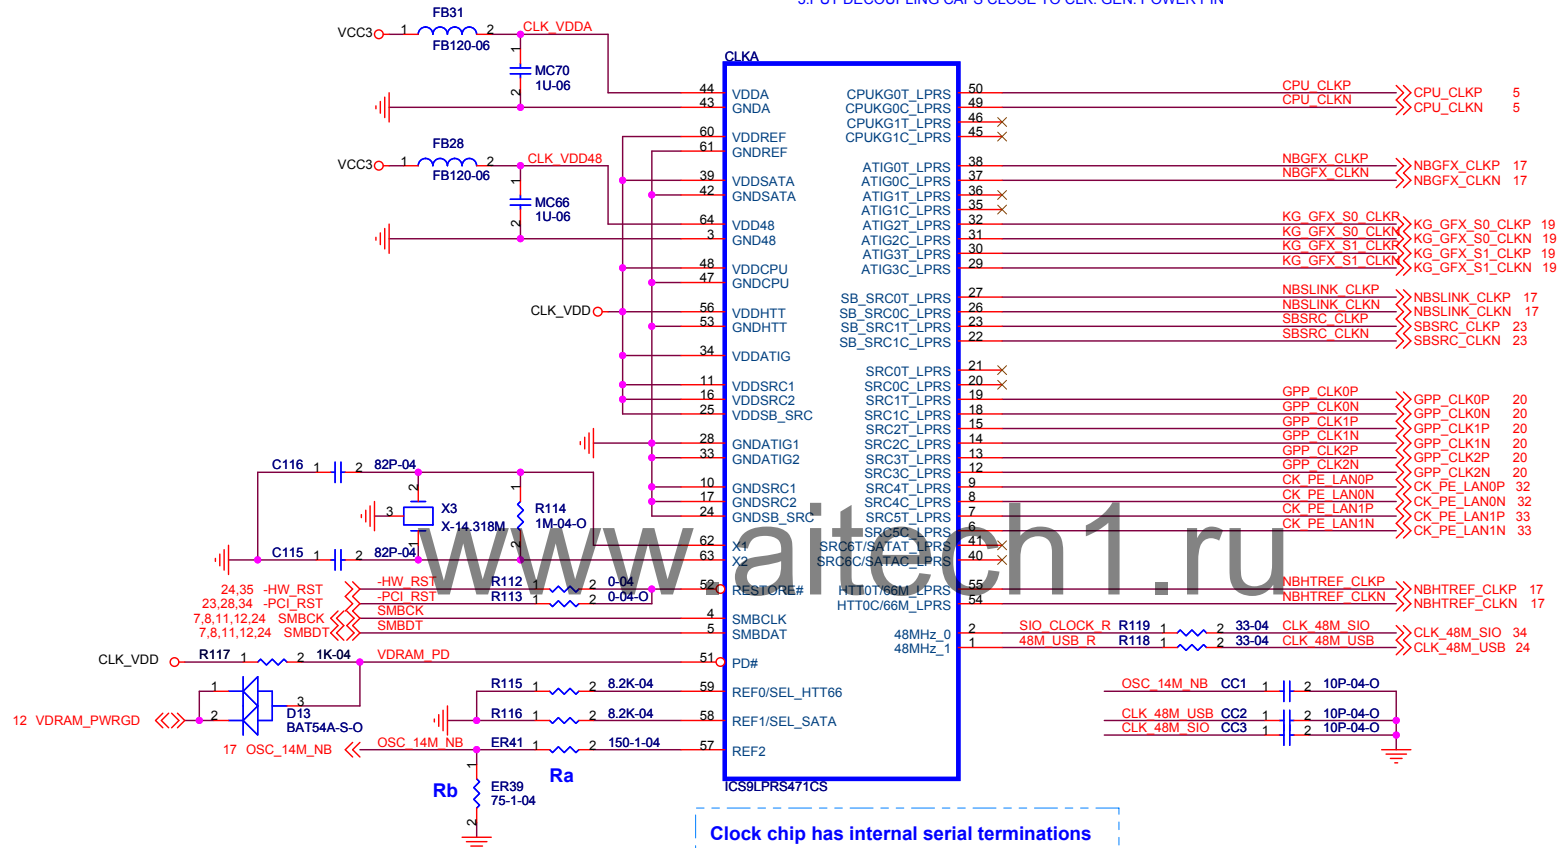 3.PUT DECOUPLING CAPS CLOSE TO CLK. GEN. POWER PIN
FB31
VCC3 1 2 CLK_VDDA
FB120-06
1 MC70
1U-06
2
CLKA
44 VDDA
43 GNDA
60 VDDREF
61 GNDREF
FB28
VCC3 1 2 CLK_VDD48
FB120-06
1 MC66
1U-06
2
39 VDDSATA
42 GNDSATA
64 VDD48
3 GND48
48 VDDCPU
47 GNDCPU
CLK_VDD
56 VDDHTT
53 GNDHTT
34 VDDATIG
11 VDDSRC1
16 VDDSRC2
25 VDDSB_SRC
28 GNDATIG1
33 GNDATIG2
10 GNDSRC1
17 GNDSRC2
24 GNDSB_SRC
C116 1 2 82P-04
2 X3
3 X-14.318M
1
1 R114
1M-04-O
2
C115 1 2 82P-04
62 X1
63 X2
24,35 -HW_RST -HW_RST R112 1 2 0-04 52 RESTORE#
23,28,34 -PCI_RST -PCI_RST R113 1 2 0-04-O
7,8,11,12,24 SMBCK SMBCK 4 SMBCLK
7,8,11,12,24 SMBDT SMBDT 5 SMBDAT
CLK_VDD R117 1 2 1K-04 VDRAM_PD 51 PD#
12 VDRAM_PWRGD 1 2 3 D13
BAT54A-S-O
R115 1 2 8.2K-04 59 REF0/SEL_HTT66
R116 1 2 8.2K-04 58 REF1/SEL_SATA
17 OSC_14M_NB OSC_14M_NB ER41 1 2 150-1-04 57 REF2
Ra
Rb
1 ER39
75-1-04
2
ICS9LPRS471CS
CPUKG0T_LPRS 50 CPU_CLKP CPU_CLKP 5
CPUKG0C_LPRS 49 CPU_CLKN CPU_CLKN 5
CPUKG1T_LPRS 46
CPUKG1C_LPRS 45
ATIG0T_LPRS 38 NBGFX_CLKP NBGFX_CLKP 17
ATIG0C_LPRS 37 NBGFX_CLKN NBGFX_CLKN 17
ATIG1T_LPRS 36
ATIG1C_LPRS 35
ATIG2T_LPRS 32 KG_GFX_S0_CLKP KG_GFX_S0_CLKP 19
ATIG2C_LPRS 31 KG_GFX_S0_CLKN KG_GFX_S0_CLKN 19
ATIG3T_LPRS 30 KG_GFX_S1_CLKP KG_GFX_S1_CLKP 19
ATIG3C_LPRS 29 KG_GFX_S1_CLKN KG_GFX_S1_CLKN 19
SB_SRC0T_LPRS 27 NBSLINK_CLKP NBSLINK_CLKP 17
SB_SRC0C_LPRS 26 NBSLINK_CLKN NBSLINK_CLKN 17
SB_SRC1T_LPRS 23 SBSRC_CLKP SBSRC_CLKP 23
SB_SRC1C_LPRS 22 SBSRC_CLKN SBSRC_CLKN 23
SRC0T_LPRS 21
SRC0C_LPRS 20
SRC1T_LPRS 19 GPP_CLK0P GPP_CLK0P 20
SRC1C_LPRS 18 GPP_CLK0N GPP_CLK0N 20
SRC2T_LPRS 15 GPP_CLK1P GPP_CLK1P 20
SRC2C_LPRS 14 GPP_CLK1N GPP_CLK1N 20
SRC3T_LPRS 13 GPP_CLK2P GPP_CLK2P 20
SRC3C_LPRS 12 GPP_CLK2N GPP_CLK2N 20
SRC4T_LPRS 9 CK_PE_LAN0P CK_PE_LAN0P 32
SRC4C_LPRS 8 CK_PE_LAN0N CK_PE_LAN0N 32
SRC5T_LPRS 7 CK_PE_LAN1P CK_PE_LAN1P 33
SRC5C_LPRS 6 CK_PE_LAN1N CK_PE_LAN1N 33
SRC6T/SATAT_LPRS 41
SRC6C/SATAC_LPRS 40
HTT0T/66M_LPRS 55 NBHTREF_CLKP NBHTREF_CLKP 17
HTT0C/66M_LPRS 54 NBHTREF_CLKN NBHTREF_CLKN 17
48MHz_0 2 SIO_CLOCK_R R119 1 2 33-04 CLK_48M_SIO CLK_48M_SIO 34
48MHz_1 1 48M_USB_R R118 1 2 33-04 CLK_48M_USB CLK_48M_USB 24
OSC_14M_NB CC1 1 2 10P-04-O
CLK_48M_USB CC2 1 2 10P-04-O
CLK_48M_SIO CC3 1 2 10P-04-O
www.aitech1.ru
Clock chip has internal serial terminations